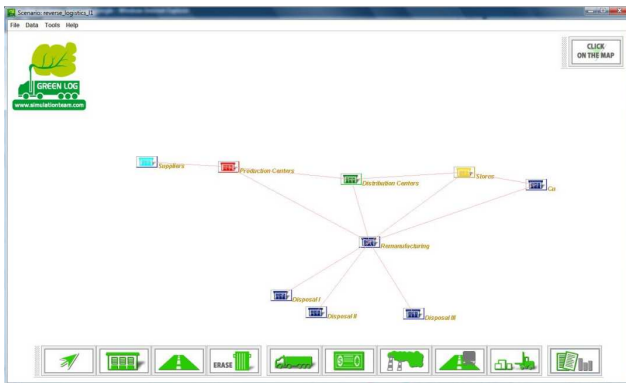 Scenario: reverse_logistics_l1
File Data Tools Help
CLICK
ON THE MAP
GREEN LOG
www.simulationteam.com
Suppliers
Production Centers
Distribution Centers
Stores
Cu
Remanufacturing
Disposal I
Disposal II
Disposal III
ERASE